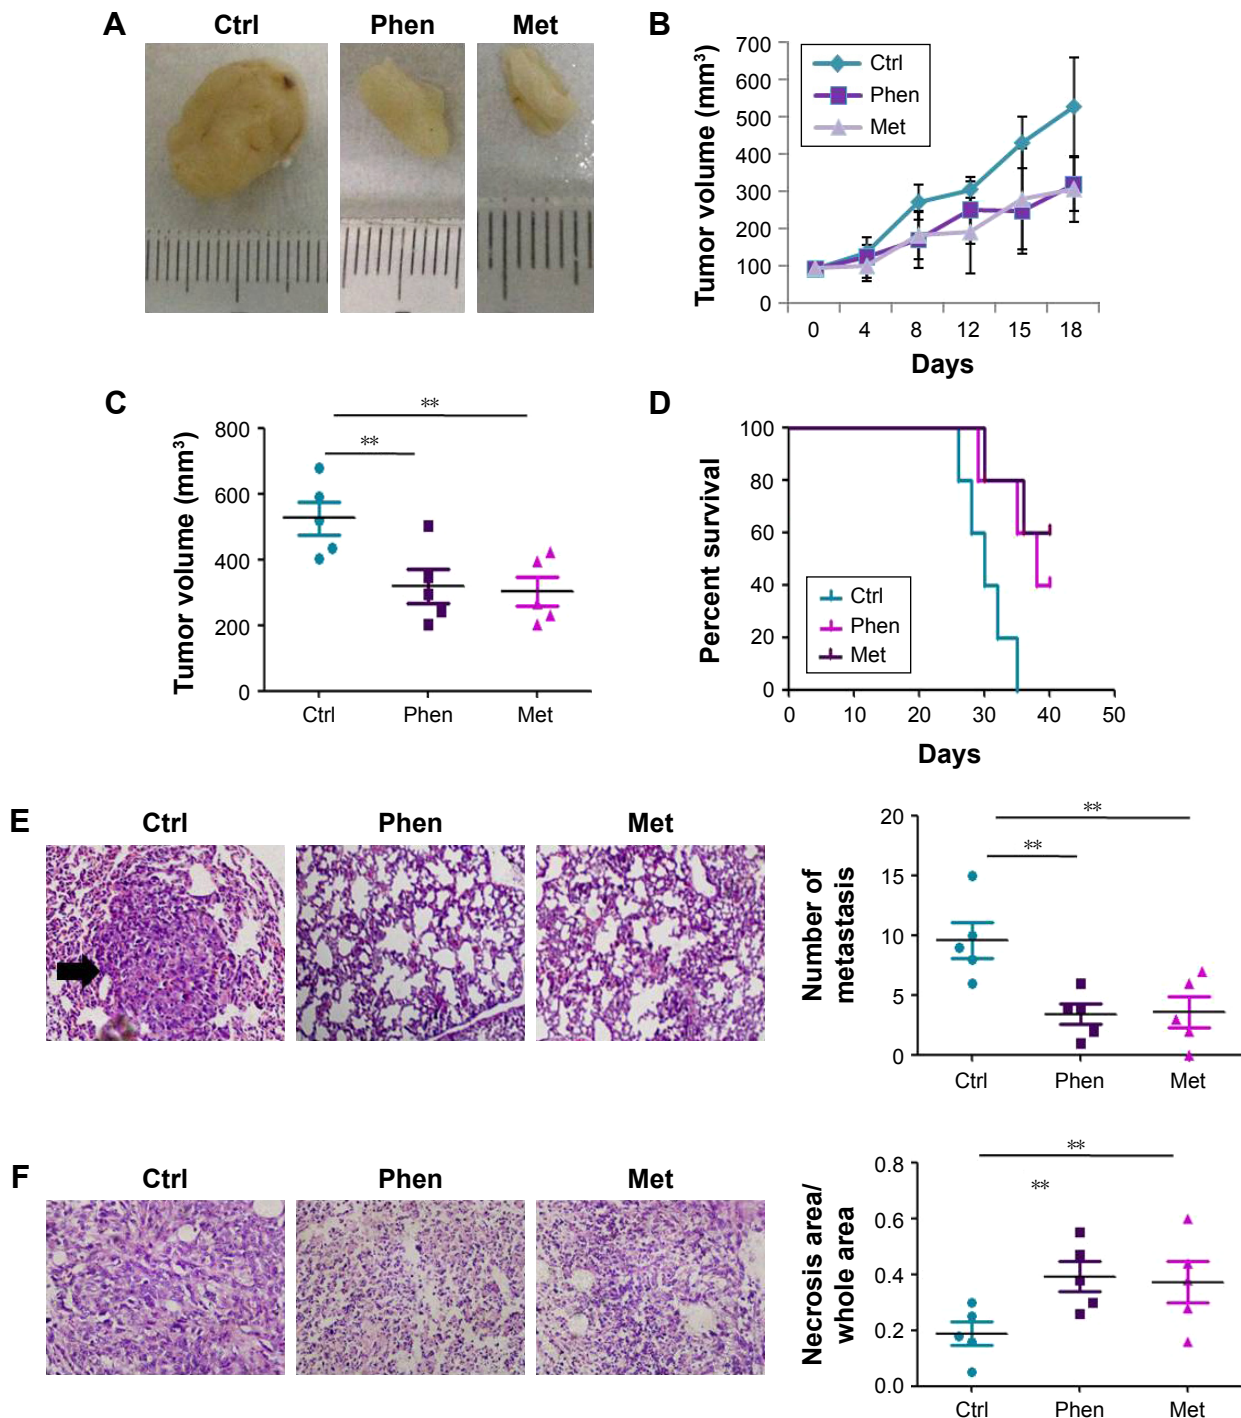 A
Ctrl Phen Met
B
Tumor volume (mm³)
700
600
500
400
300
200
100
0
Ctrl
Phen
Met
0 4 8 12 15 18
Days
C
Tumor volume (mm³)
800
600
400
200
0
**
**
Ctrl Phen Met
D
Percent survival
100
80
60
40
20
0
Ctrl
Phen
Met
0 10 20 30 40 50
Days
E
Ctrl Phen Met
Number of
metastasis
20
15
10
5
0
**
**
Ctrl Phen Met
F
Ctrl Phen Met
Necrosis area/
whole area
0.8
0.6
0.4
0.2
0.0
**
**
Ctrl Phen Met